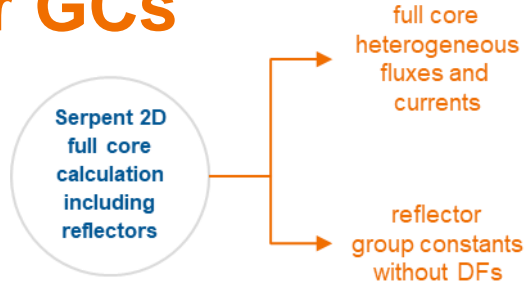 r GCs
Serpent 2D
full core
calculation
including
reflectors
full core
heterogeneous
fluxes and
currents
reflector
group constants
without DFs